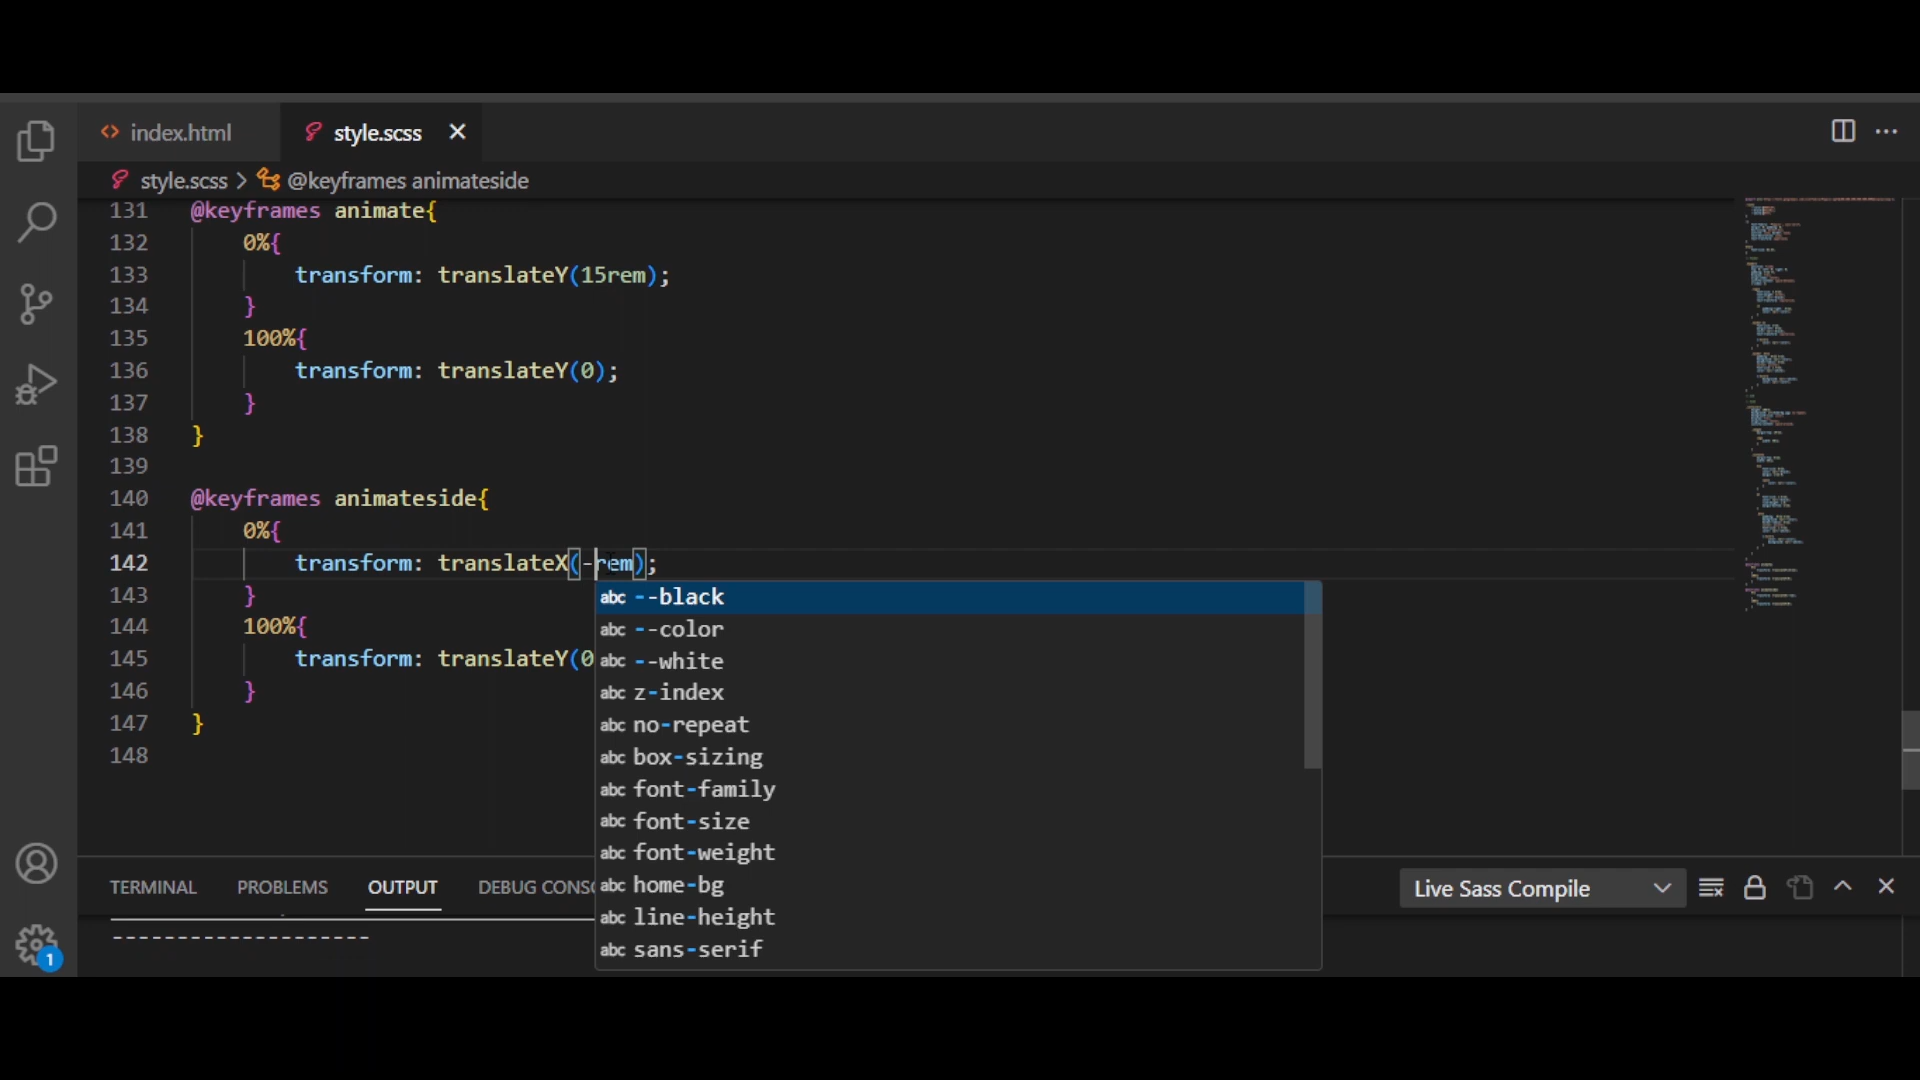 index.html style.scss
style.scss > @keyframes animateside
131 @keyframes animate{
132 0%{
133 transform: translateY(15rem);
134 }
135 100%{
136 transform: translateY(0);
137 }
138 }
139
140 @keyframes animateside{
141 0%{
142 transform: translateX(-rem);
143 }
144 100%{
145 transform: translateY(0
146 }
147 }
148
abc --black
abc --color
abc --white
abc z-index
abc no-repeat
abc box-sizing
abc font-family
abc font-size
abc font-weight
abc home-bg
abc line-height
abc sans-serif
TERMINAL PROBLEMS OUTPUT DEBUG CONSO Live Sass Compile
--------------------
1